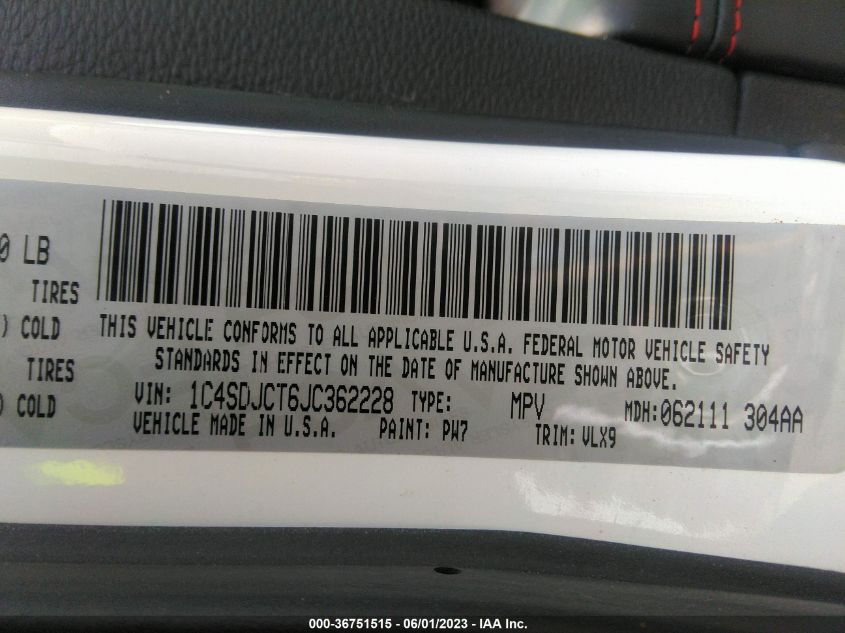 0 LB
TIRES
) COLD
TIRES
) COLD
THIS VEHICLE CONFORMS TO ALL APPLICABLE U.S.A. FEDERAL MOTOR VEHICLE SAFETY
STANDARDS IN EFFECT ON THE DATE OF MANUFACTURE SHOWN ABOVE.
VIN: 1C4SDJCT6JC362228 TYPE: MPV MDH:062111 304AA
VEHICLE MADE IN U.S.A. PAINT: PW7 TRIM: VLX9
000-36751515 - 06/01/2023 - IAA Inc.